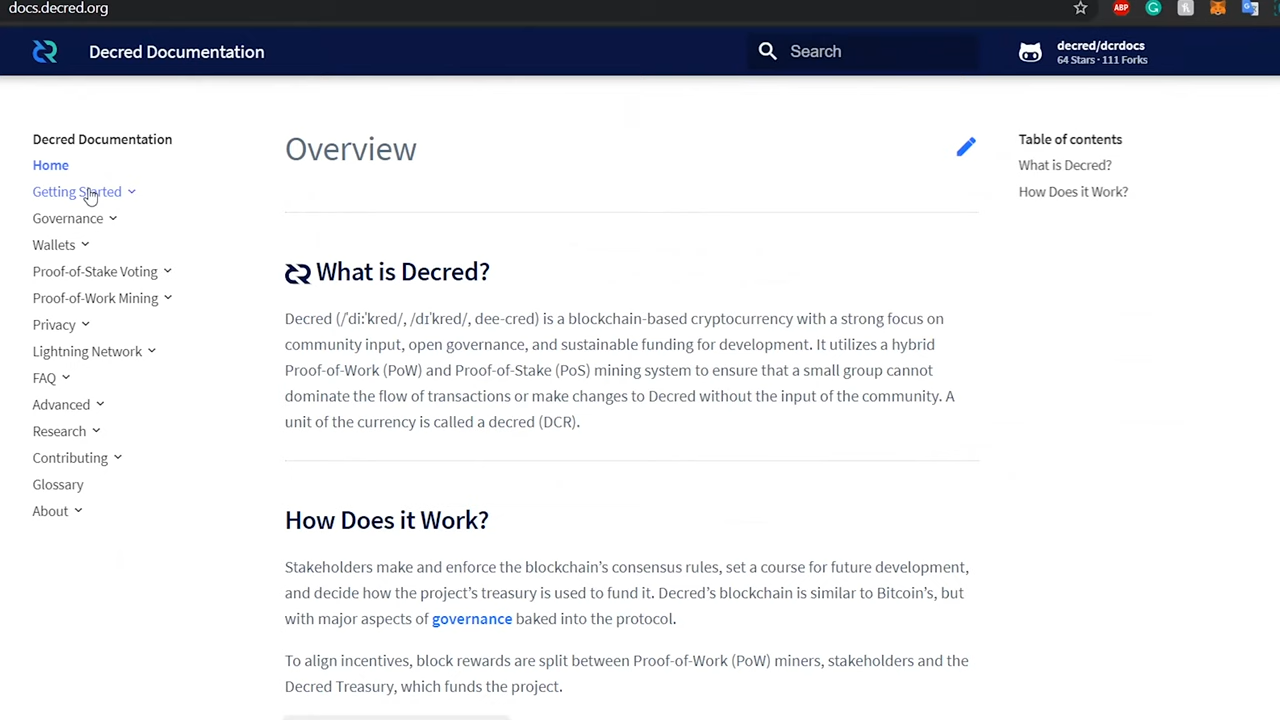 docs.decred.org
ABP
Decred Documentation
Search
decred/dcrdocs
64 Stars · 111 Forks
Decred Documentation
Home
Getting Started
Governance
Wallets
Proof-of-Stake Voting
Proof-of-Work Mining
Privacy
Lightning Network
FAQ
Advanced
Research
Contributing
Glossary
About
Overview
What is Decred?
Decred (/ˈdi:ˈkred/, /dɪˈkred/, dee-cred) is a blockchain-based cryptocurrency with a strong focus on
community input, open governance, and sustainable funding for development. It utilizes a hybrid
Proof-of-Work (PoW) and Proof-of-Stake (PoS) mining system to ensure that a small group cannot
dominate the flow of transactions or make changes to Decred without the input of the community. A
unit of the currency is called a decred (DCR).
How Does it Work?
Stakeholders make and enforce the blockchain’s consensus rules, set a course for future development,
and decide how the project’s treasury is used to fund it. Decred’s blockchain is similar to Bitcoin’s, but
with major aspects of governance baked into the protocol.
To align incentives, block rewards are split between Proof-of-Work (PoW) miners, stakeholders and the
Decred Treasury, which funds the project.
Table of contents
What is Decred?
How Does it Work?